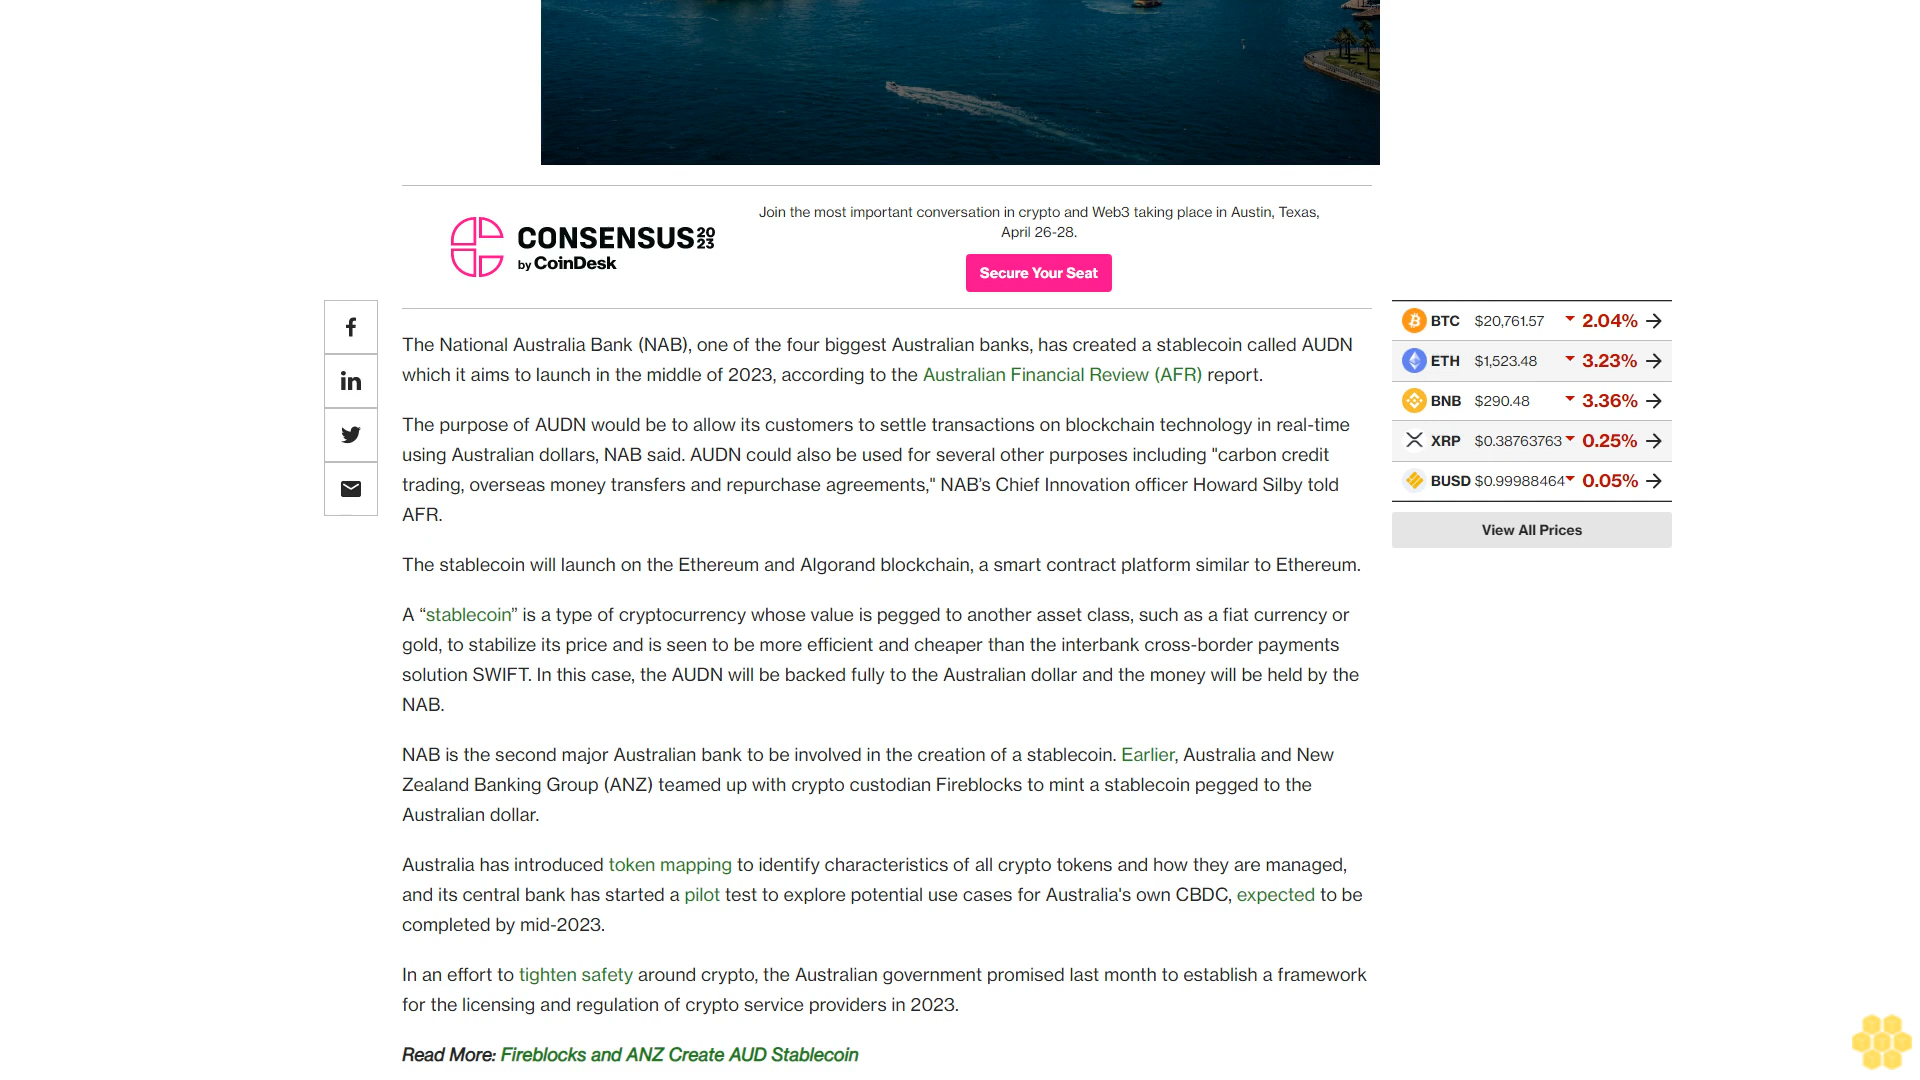 Join the most important conversation in crypto and Web3 taking place in Austin, Texas,
April 26-28.
CONSENSUS 2023
by CoinDesk
Secure Your Seat
The National Australia Bank (NAB), one of the four biggest Australian banks, has created a stablecoin called AUDN
which it aims to launch in the middle of 2023, according to the Australian Financial Review (AFR) report.
The purpose of AUDN would be to allow its customers to settle transactions on blockchain technology in real-time
using Australian dollars, NAB said. AUDN could also be used for several other purposes including "carbon credit
trading, overseas money transfers and repurchase agreements," NAB’s Chief Innovation officer Howard Silby told
AFR.
The stablecoin will launch on the Ethereum and Algorand blockchain, a smart contract platform similar to Ethereum.
A “stablecoin” is a type of cryptocurrency whose value is pegged to another asset class, such as a fiat currency or
gold, to stabilize its price and is seen to be more efficient and cheaper than the interbank cross-border payments
solution SWIFT. In this case, the AUDN will be backed fully to the Australian dollar and the money will be held by the
NAB.
NAB is the second major Australian bank to be involved in the creation of a stablecoin. Earlier, Australia and New
Zealand Banking Group (ANZ) teamed up with crypto custodian Fireblocks to mint a stablecoin pegged to the
Australian dollar.
Australia has introduced token mapping to identify characteristics of all crypto tokens and how they are managed,
and its central bank has started a pilot test to explore potential use cases for Australia's own CBDC, expected to be
completed by mid-2023.
In an effort to tighten safety around crypto, the Australian government promised last month to establish a framework
for the licensing and regulation of crypto service providers in 2023.
Read More: Fireblocks and ANZ Create AUD Stablecoin
BTC $20,761.57 2.04%
ETH $1,523.48 3.23%
BNB $290.48 3.36%
XRP $0.38763763 0.25%
BUSD $0.99988464 0.05%
View All Prices